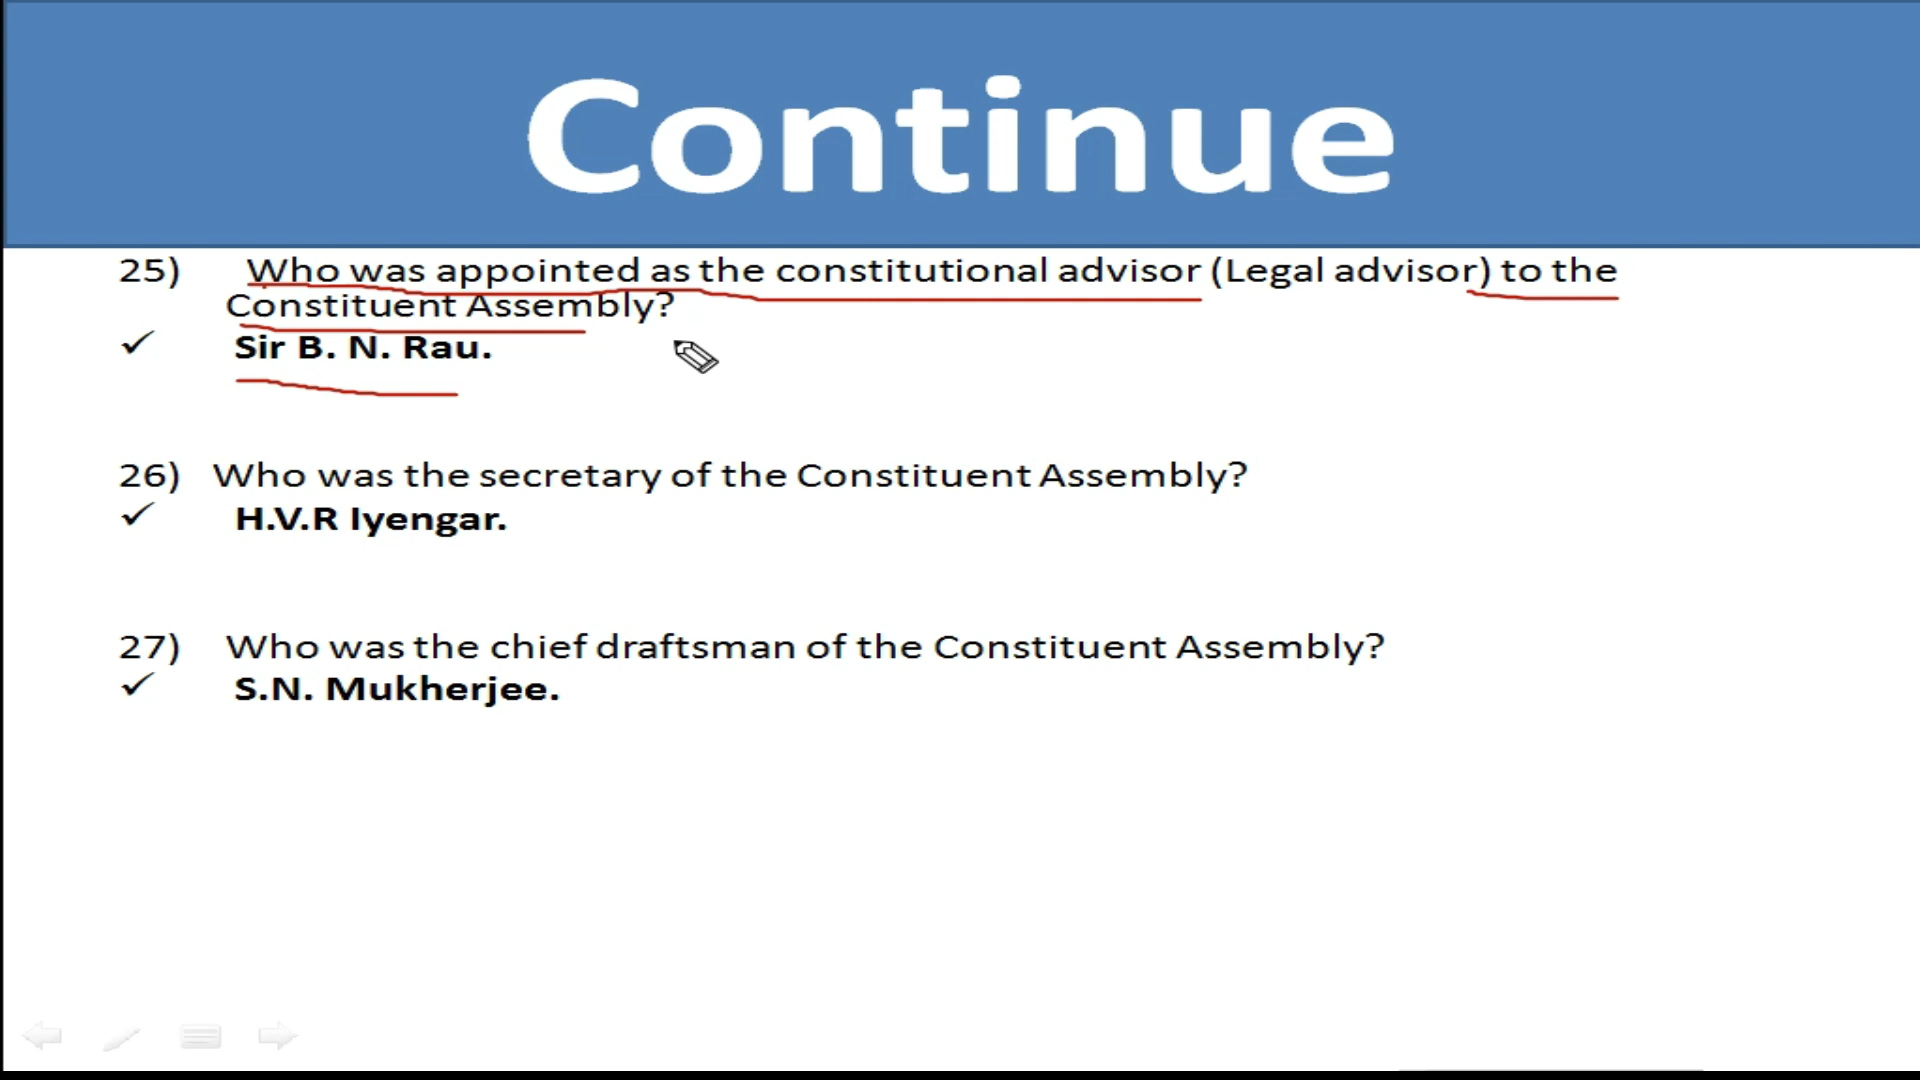 Continue
25) Who was appointed as the constitutional advisor (Legal advisor) to the
Constituent Assembly?
✓ Sir B. N. Rau.
26) Who was the secretary of the Constituent Assembly?
✓ H.V.R Iyengar.
27) Who was the chief draftsman of the Constituent Assembly?
✓ S.N. Mukherjee.